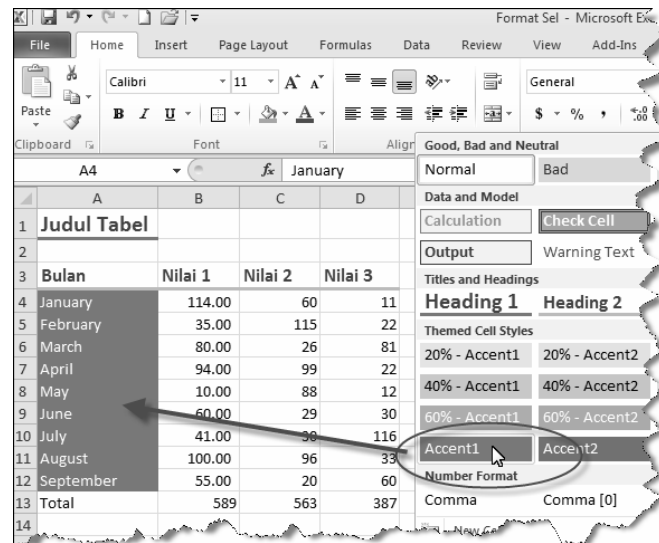 Format Sel - Microsoft Exc
File Home Insert Page Layout Formulas Data Review View Add-Ins
Calibri 11 A A General
Paste B I U A $ % , .00
Clipboard Font Align
A4 fx January
Good, Bad and Neutral
Normal Bad
Data and Model
Calculation Check Cell
Output Warning Text
Titles and Headings
Heading 1 Heading 2
Themed Cell Styles
20% - Accent1 20% - Accent2
40% - Accent1 40% - Accent2
60% - Accent1 60% - Accent2
Accent1 Accent2
Number Format
Comma Comma [0]
New C
A B C D
1 Judul Tabel
2
3 Bulan Nilai 1 Nilai 2 Nilai 3
4 January 114.00 60 11
5 February 35.00 115 22
6 March 80.00 26 81
7 April 94.00 99 22
8 May 10.00 88 12
9 June 60.00 29 30
10 July 41.00 116
11 August 100.00 96 33
12 September 55.00 20 60
13 Total 589 563 387
14